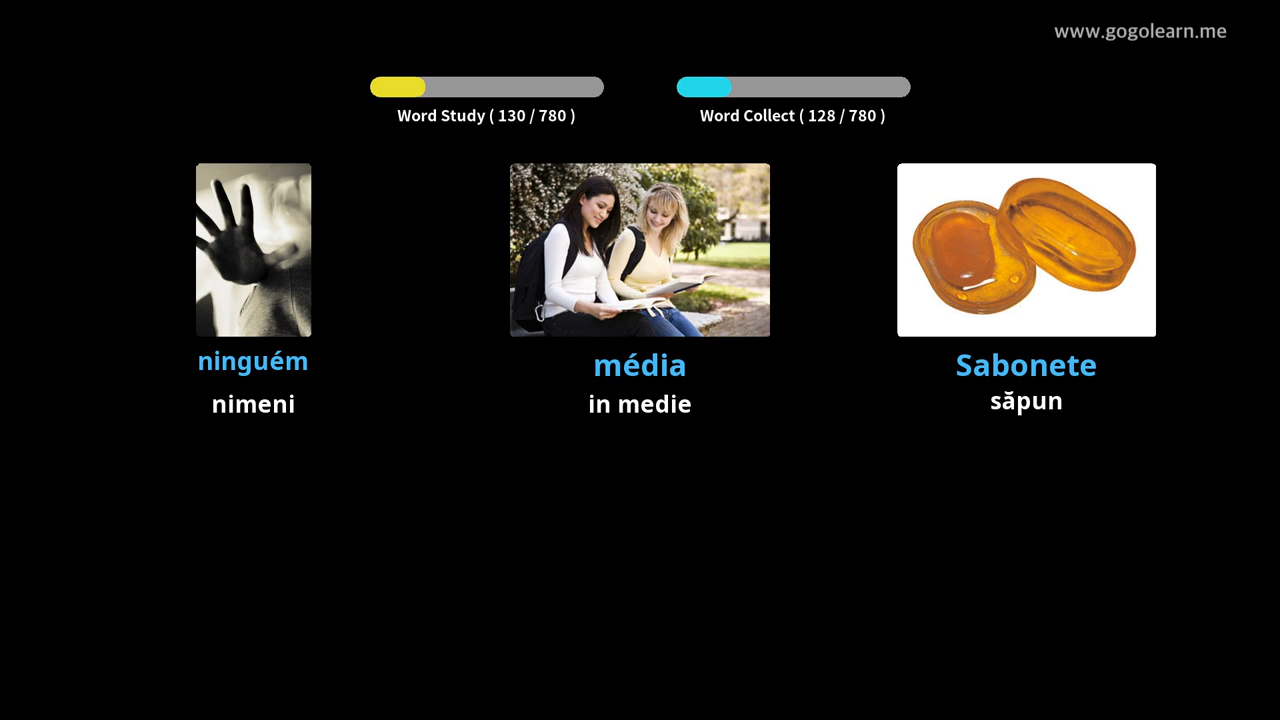 www.gogolearn.me
Word Study ( 130 / 780 )
Word Collect ( 128 / 780 )
ninguém
média
Sabonete
nimeni
in medie
săpun